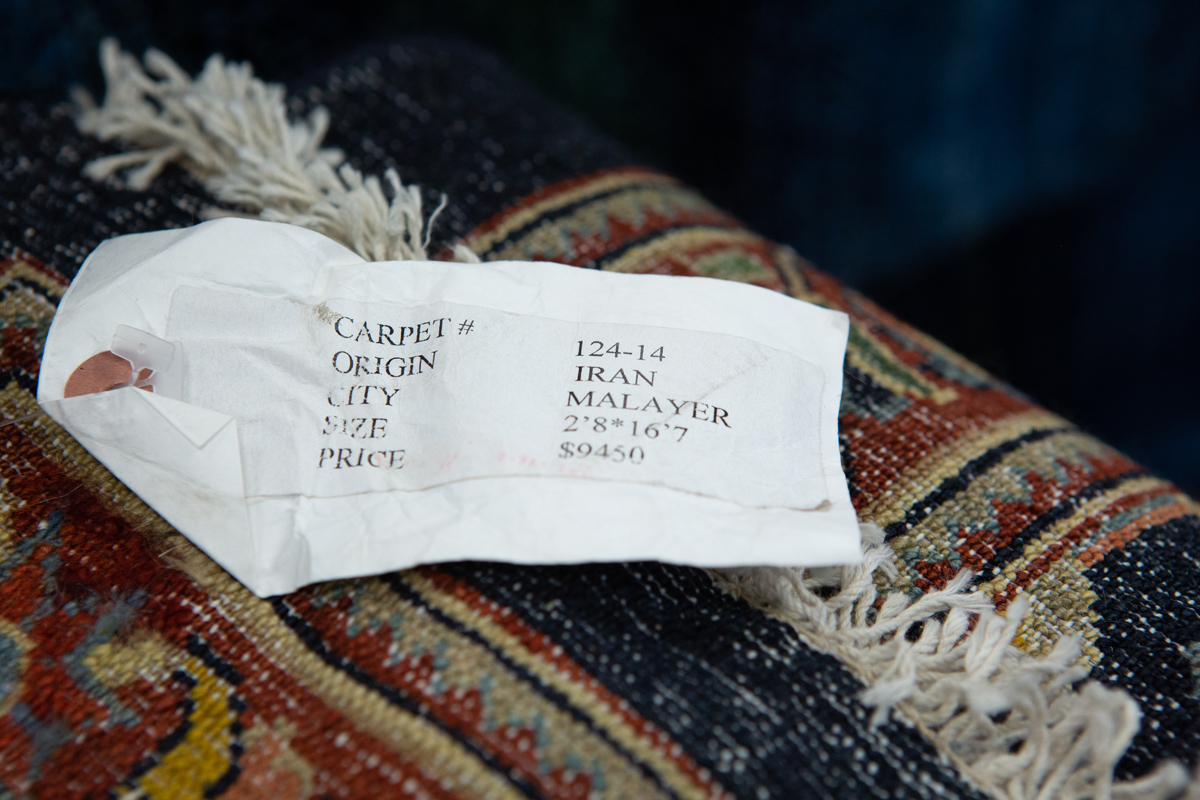 CARPET # 124-14
ORIGIN IRAN
CITY MALAYER
SIZE 2'8*16'7
PRICE $9450